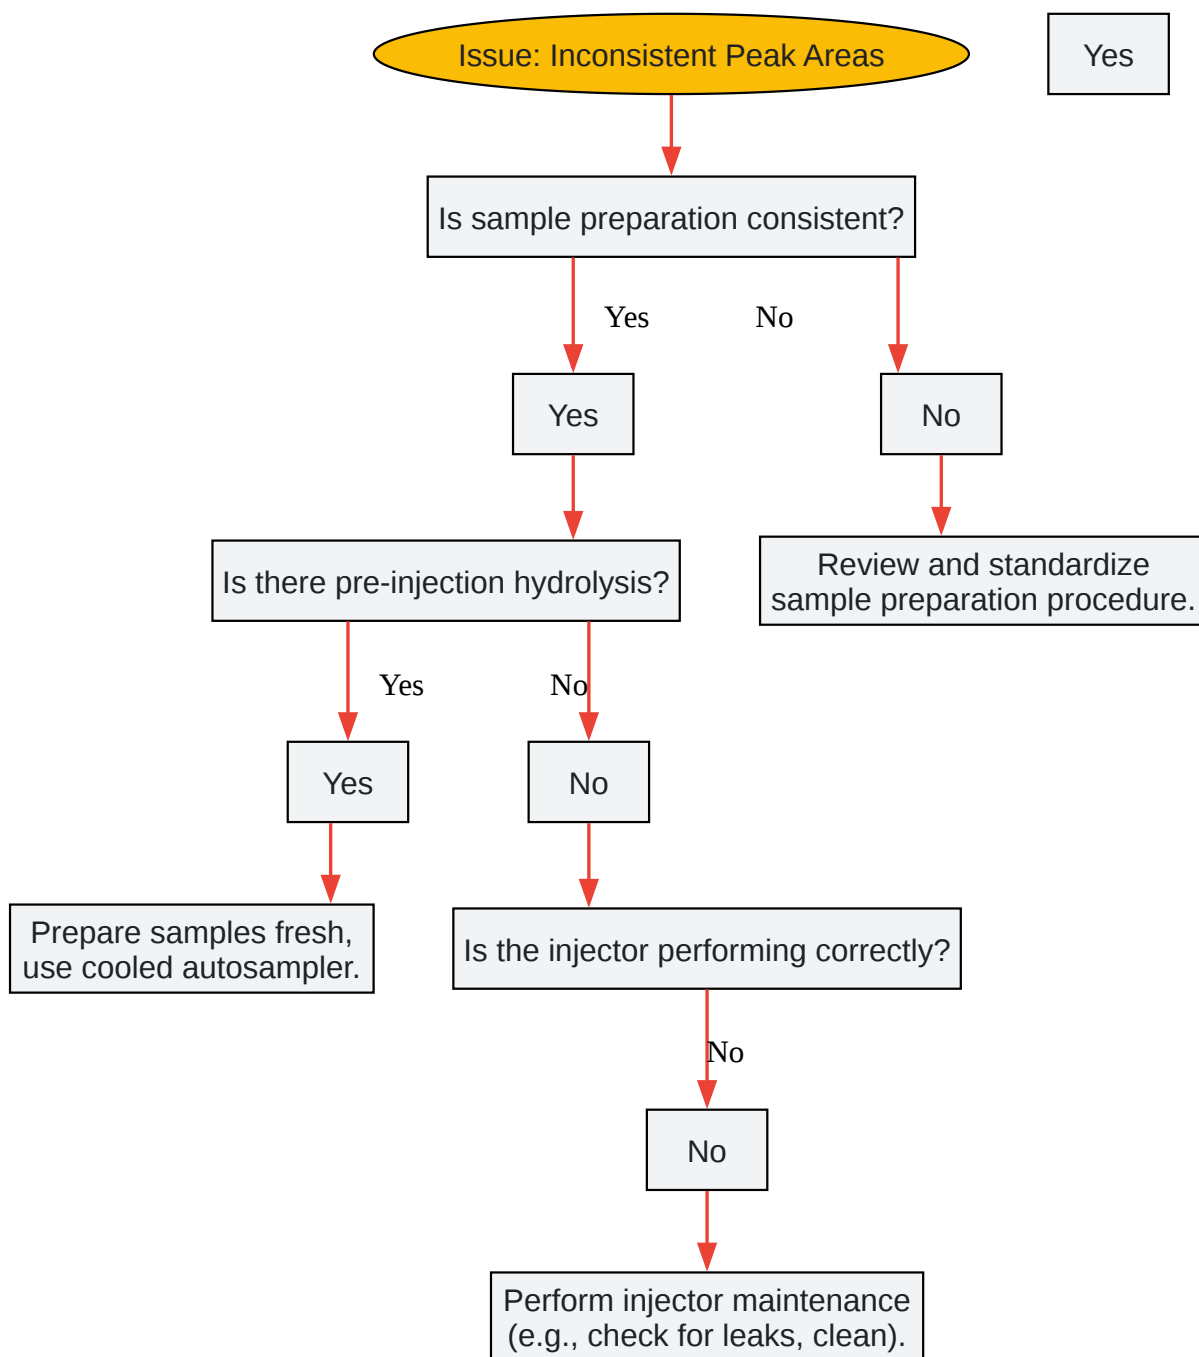 Issue: Inconsistent Peak Areas
Yes
Is sample preparation consistent?
Yes
No
Yes
No
Is there pre-injection hydrolysis?
Review and standardize
sample preparation procedure.
Yes
No
Yes
No
Prepare samples fresh,
use cooled autosampler.
Is the injector performing correctly?
No
No
Perform injector maintenance
(e.g., check for leaks, clean).